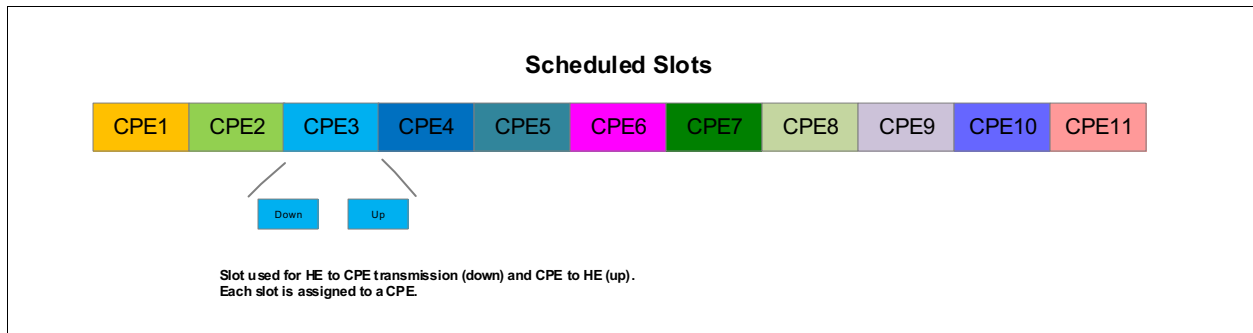 Scheduled Slots
CPE1 CPE2 CPE3 CPE4 CPE5 CPE6 CPE7 CPE8 CPE9 CPE10 CPE11
Down Up
Slot used for HE to CPE transmission (down) and CPE to HE (up).
Each slot is assigned to a CPE.